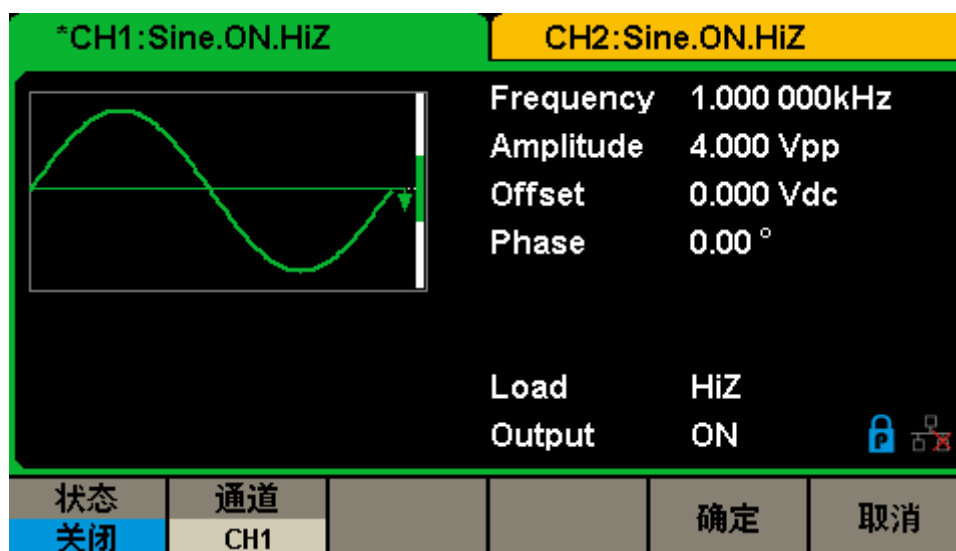 *CH1:Sine.ON.HiZ
CH2:Sine.ON.HiZ
Frequency 1.000 000kHz
Amplitude 4.000 Vpp
Offset 0.000 Vdc
Phase 0.00 °
Load HiZ
Output ON
P
状态 通道
确定 取消
关闭 CH1